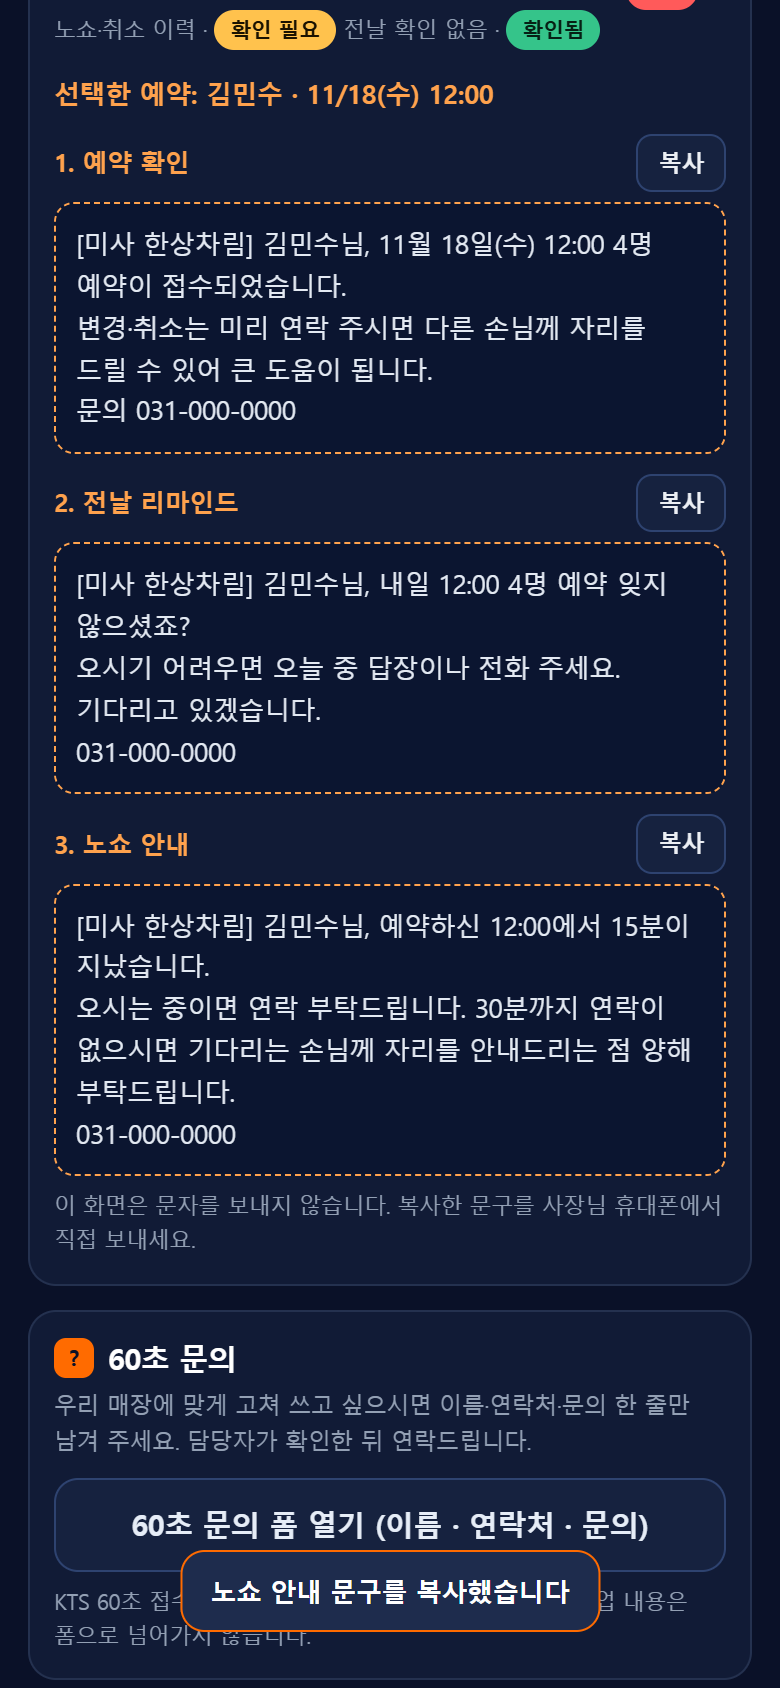 노쇼·취소 이력 · 확인 필요 전날 확인 없음 · 확인됨
선택한 예약: 김민수 · 11/18(수) 12:00
1. 예약 확인 복사
[미사 한상차림] 김민수님, 11월 18일(수) 12:00 4명
예약이 접수되었습니다.
변경·취소는 미리 연락 주시면 다른 손님께 자리를
드릴 수 있어 큰 도움이 됩니다.
문의 031-000-0000
2. 전날 리마인드 복사
[미사 한상차림] 김민수님, 내일 12:00 4명 예약 잊지
않으셨죠?
오시기 어려우면 오늘 중 답장이나 전화 주세요.
기다리고 있겠습니다.
031-000-0000
3. 노쇼 안내 복사
[미사 한상차림] 김민수님, 예약하신 12:00에서 15분이
지났습니다.
오시는 중이면 연락 부탁드립니다. 30분까지 연락이
없으시면 기다리는 손님께 자리를 안내드리는 점 양해
부탁드립니다.
031-000-0000
이 화면은 문자를 보내지 않습니다. 복사한 문구를 사장님 휴대폰에서
직접 보내세요.
? 60초 문의
우리 매장에 맞게 고쳐 쓰고 싶으시면 이름·연락처·문의 한 줄만
남겨 주세요. 담당자가 확인한 뒤 연락드립니다.
60초 문의 폼 열기 (이름 · 연락처 · 문의)
노쇼 안내 문구를 복사했습니다
KTS 60초 내용은
폼으로 넘어가지 않습니다.